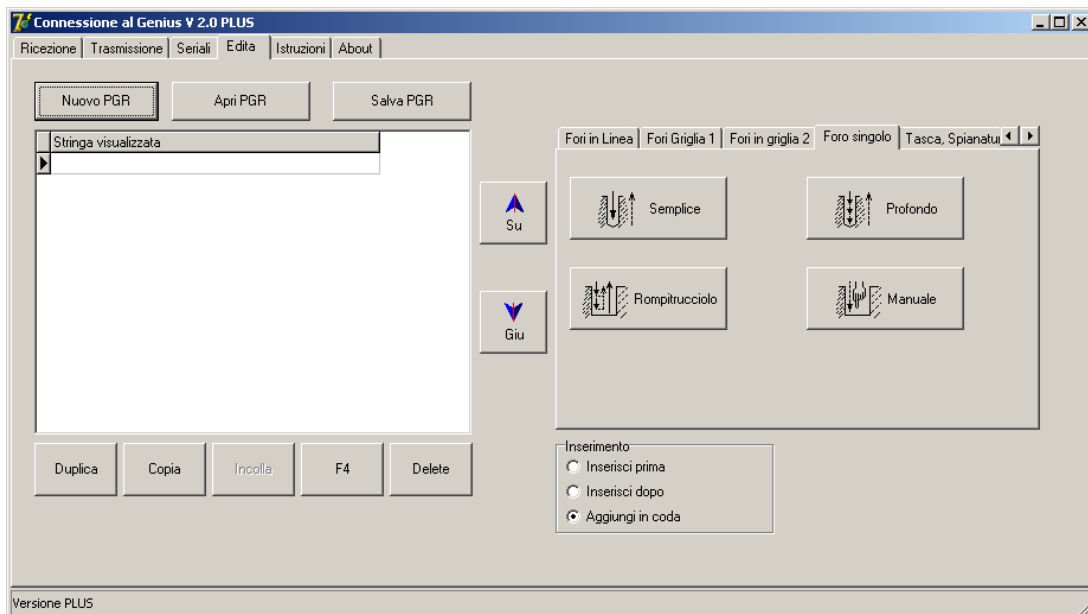 Connessione al Genius V 2.0 PLUS
Ricezione Trasmissione Seriali Edita Istruzioni About
Nuovo PGR Apri PGR Salva PGR
Stringa visualizzata
Fori in Linea Fori Griglia 1 Fori in griglia 2 Foro singolo Tasca, Spianatu
Semplice Profondo
Su
Rompitrucciolo Manuale
Giu
Duplica Copia Incolla F4 Delete
Inserimento
Inserisci prima
Inserisci dopo
Aggiungi in coda
Versione PLUS